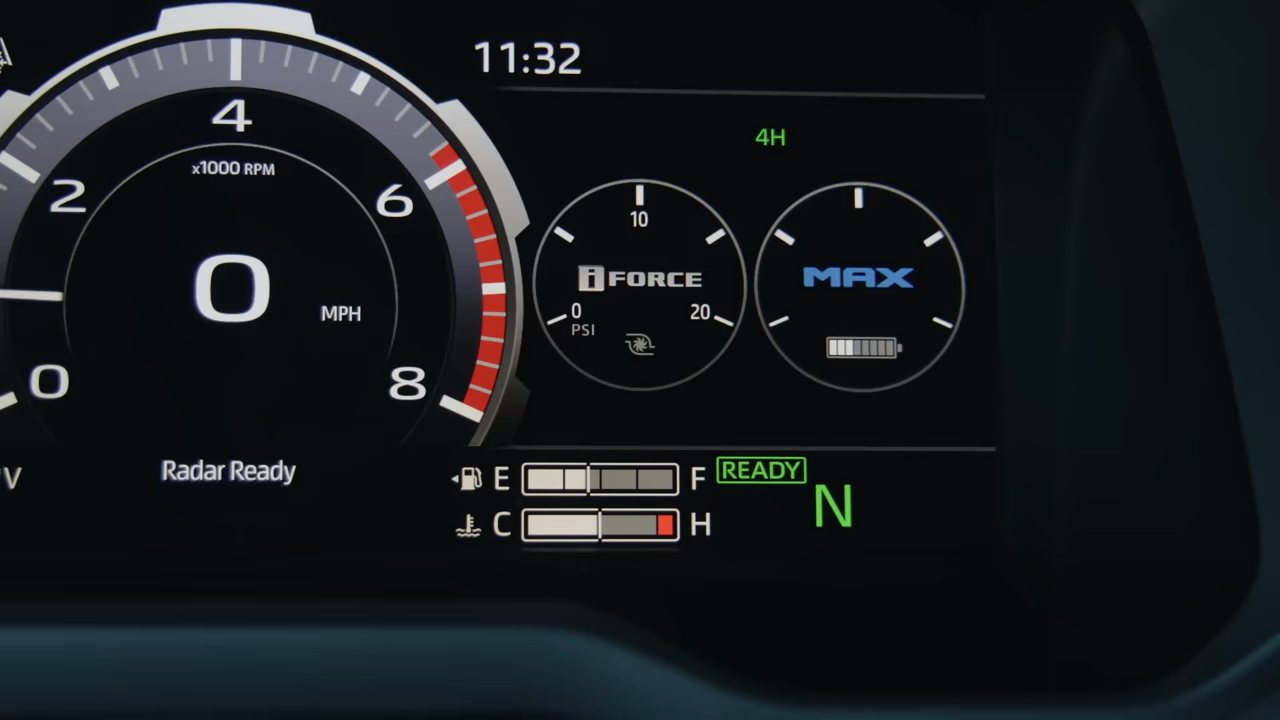 11:32
4H
4
x1000 RPM
2
6
10
i FORCE
MAX
0
MPH
0
20
PSI
0
8
Radar Ready
E
F
READY
N
C
H